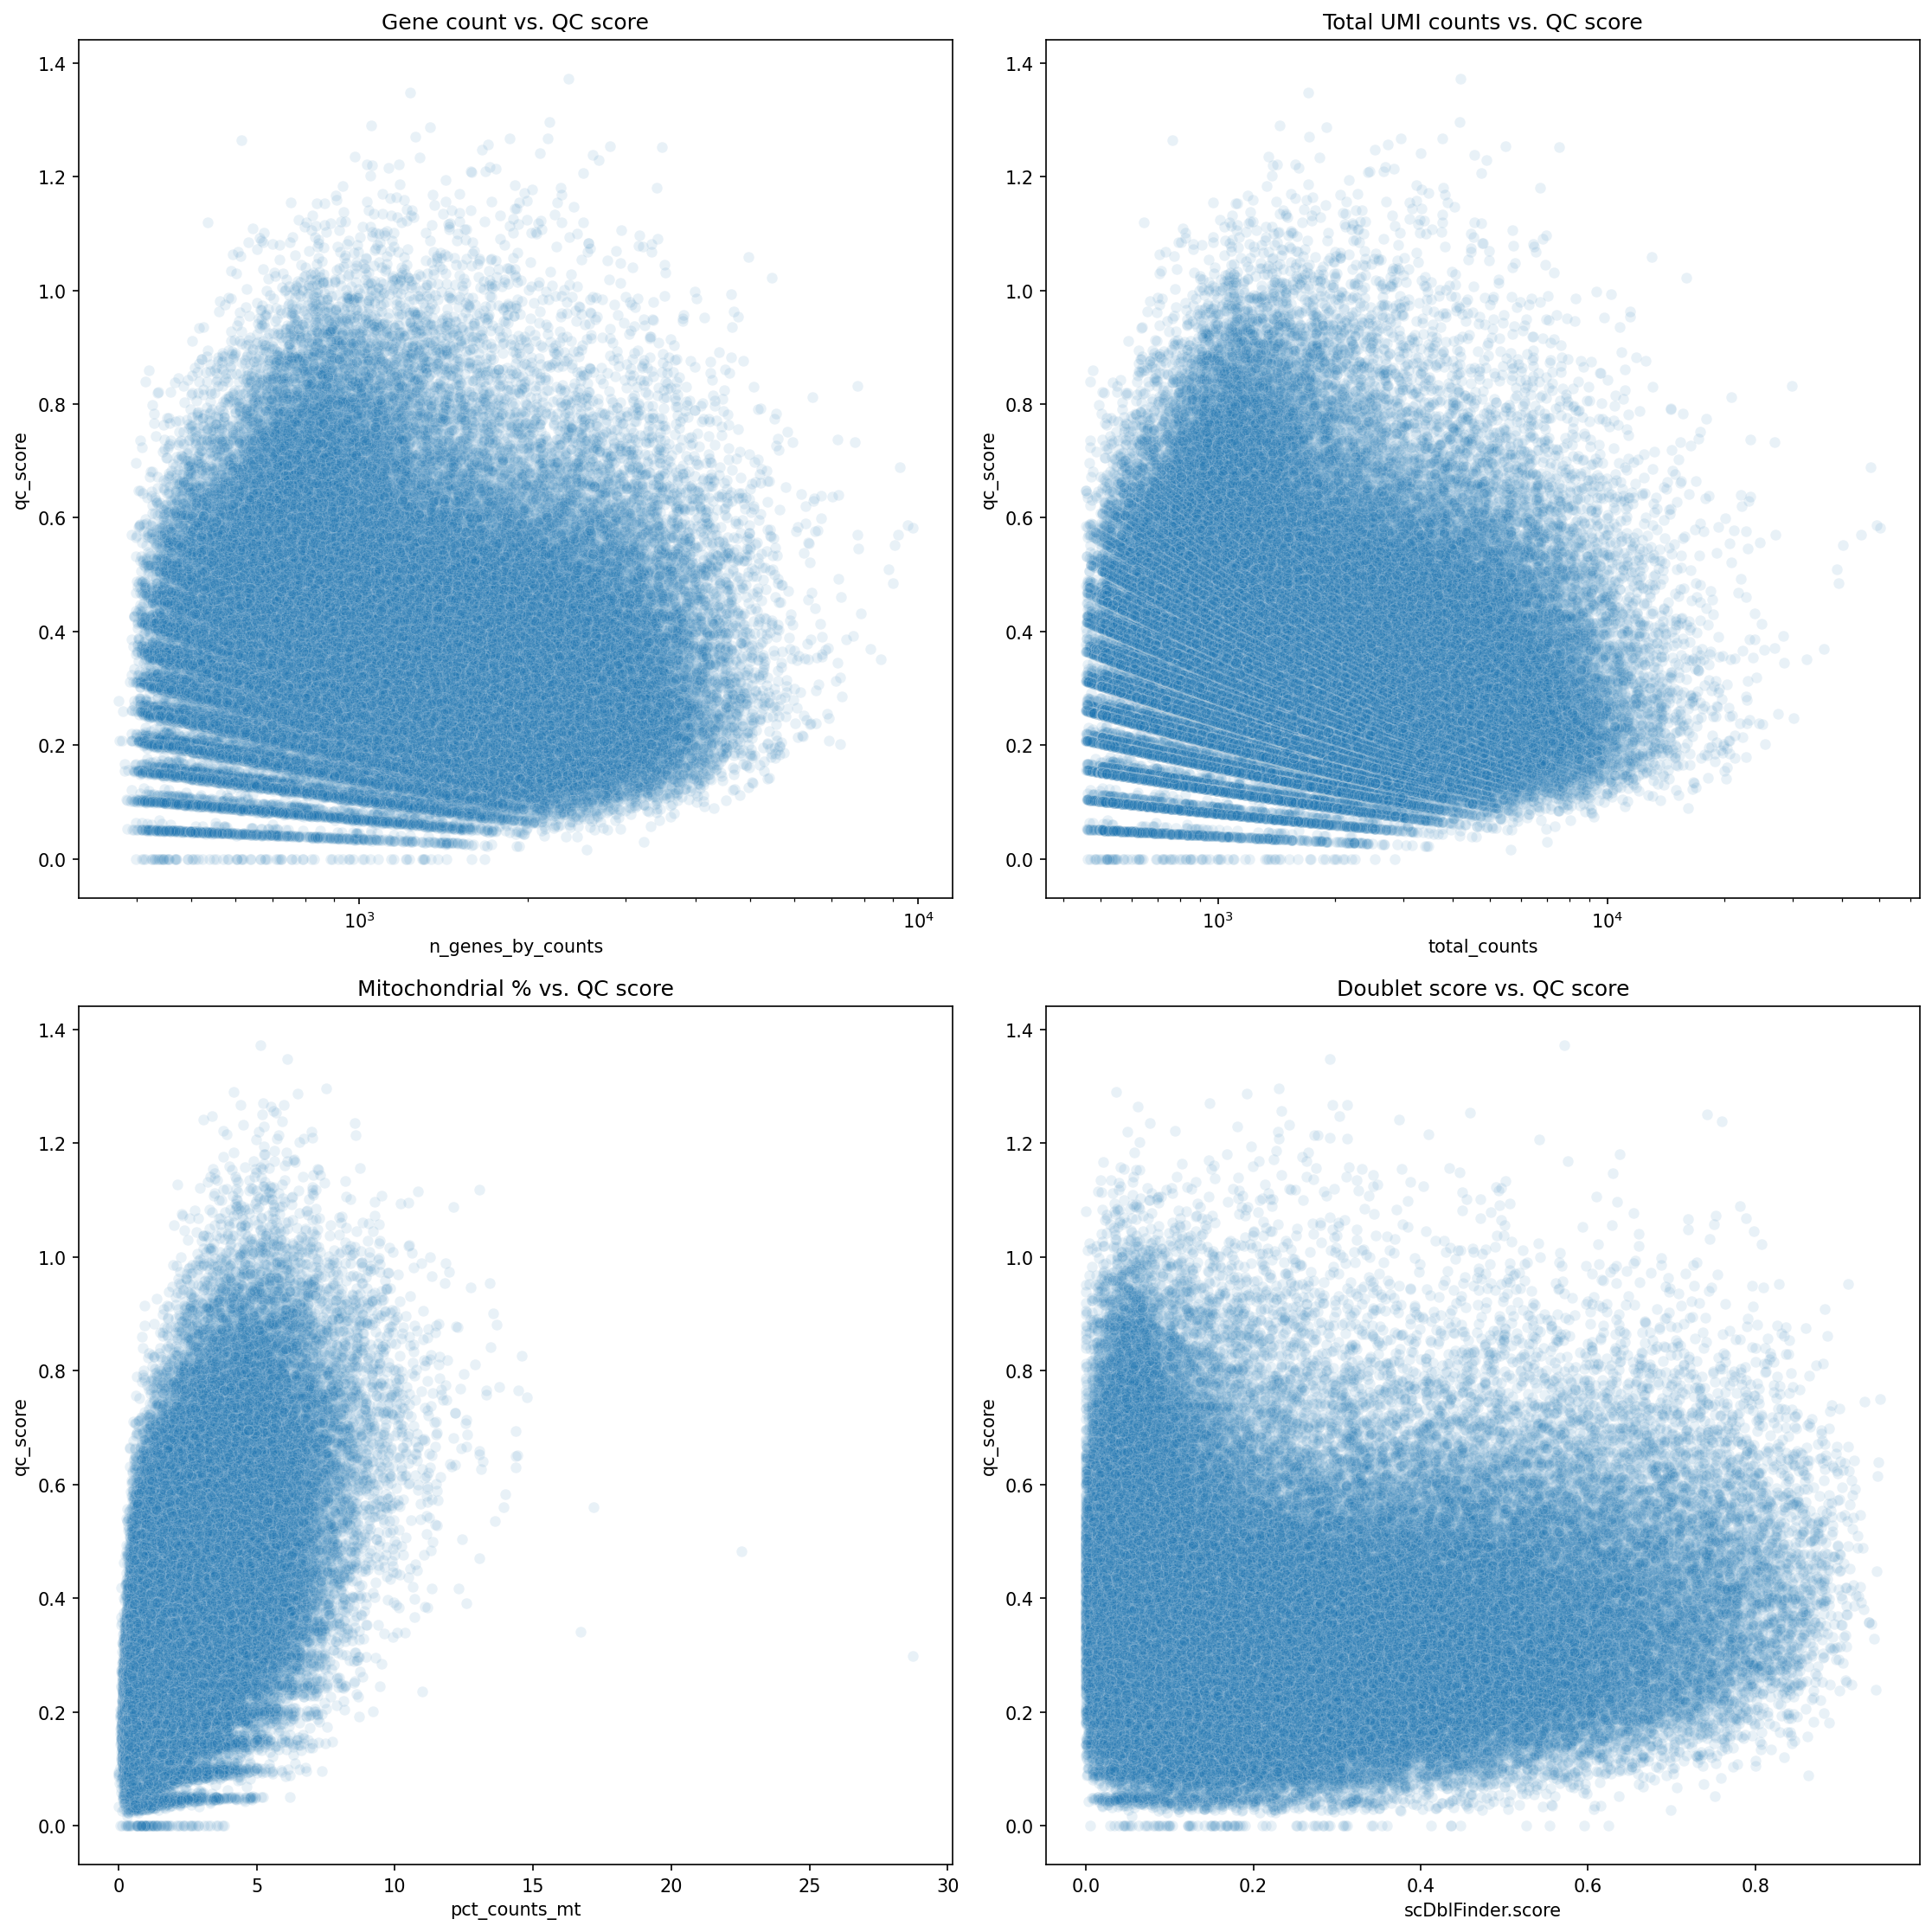 Gene count vs. QC score
1.4
1.2
1.0
0.8
0.6
0.4
0.2
0.0
qc_score
10³
10⁴
n_genes_by_counts
Total UMI counts vs. QC score
1.4
1.2
1.0
0.8
0.6
0.4
0.2
0.0
qc_score
10³
10⁴
total_counts
Mitochondrial % vs. QC score
1.4
1.2
1.0
0.8
0.6
0.4
0.2
0.0
qc_score
0 5 10 15 20 25 30
pct_counts_mt
Doublet score vs. QC score
1.4
1.2
1.0
0.8
0.6
0.4
0.2
0.0
qc_score
0.0 0.2 0.4 0.6 0.8
scDblFinder.score